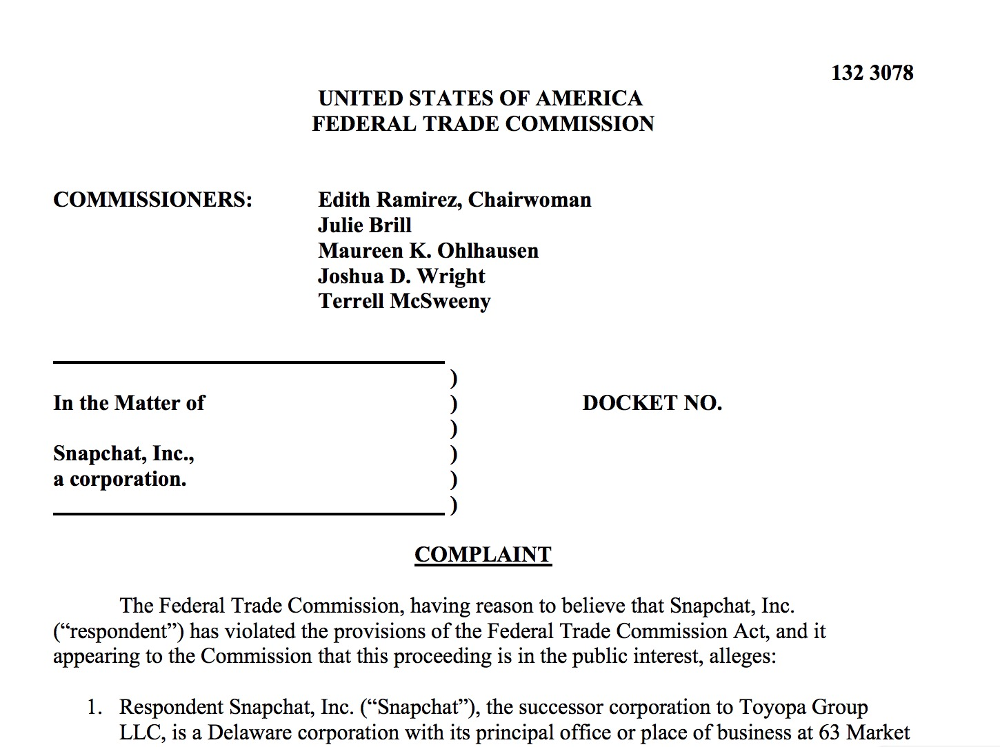 132 3078
UNITED STATES OF AMERICA
FEDERAL TRADE COMMISSION
COMMISSIONERS: Edith Ramirez, Chairwoman
Julie Brill
Maureen K. Ohlhausen
Joshua D. Wright
Terrell McSweeny
)
In the Matter of ) DOCKET NO.
)
Snapchat, Inc., )
a corporation. )
)
COMPLAINT
The Federal Trade Commission, having reason to believe that Snapchat, Inc.
(“respondent”) has violated the provisions of the Federal Trade Commission Act, and it
appearing to the Commission that this proceeding is in the public interest, alleges:
1. Respondent Snapchat, Inc. (“Snapchat”), the successor corporation to Toyopa Group
LLC, is a Delaware corporation with its principal office or place of business at 63 Market